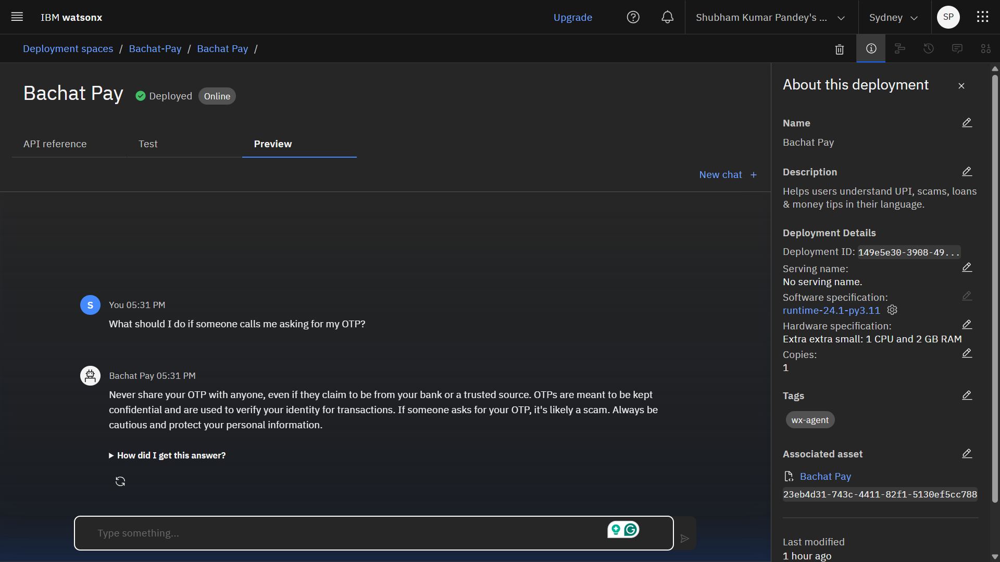 IBM watsonx
Upgrade
Shubham Kumar Pandey's ...
Sydney
SP
Deployment spaces / Bachat-Pay / Bachat Pay /
Bachat Pay
Deployed
Online
API reference
Test
Preview
New chat +
S
You 05:31 PM
What should I do if someone calls me asking for my OTP?
Bachat Pay 05:31 PM
Never share your OTP with anyone, even if they claim to be from your bank or a trusted source. OTPs are meant to be kept
confidential and are used to verify your identity for transactions. If someone asks for your OTP, it's likely a scam. Always be
cautious and protect your personal information.
How did I get this answer?
Type something...
About this deployment
Name
Bachat Pay
Description
Helps users understand UPI, scams, loans
& money tips in their language.
Deployment Details
Deployment ID: 149e5e30-3908-49...
Serving name:
No serving name.
Software specification:
runtime-24.1-py3.11
Hardware specification:
Extra extra small: 1 CPU and 2 GB RAM
Copies:
1
Tags
wx-agent
Associated asset
Bachat Pay
23eb4d31-743c-4411-82f1-5130ef5cc788
Last modified
1 hour ago